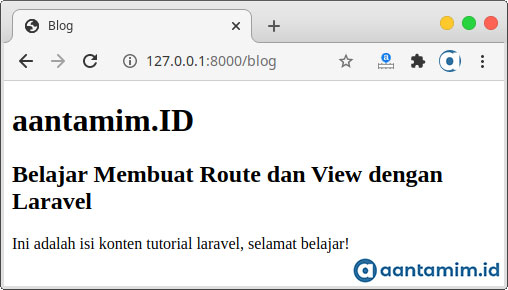 Blog
127.0.0.1:8000/blog
aantamim.ID
Belajar Membuat Route dan View dengan
Laravel
Ini adalah isi konten tutorial laravel, selamat belajar!
aantamim.id